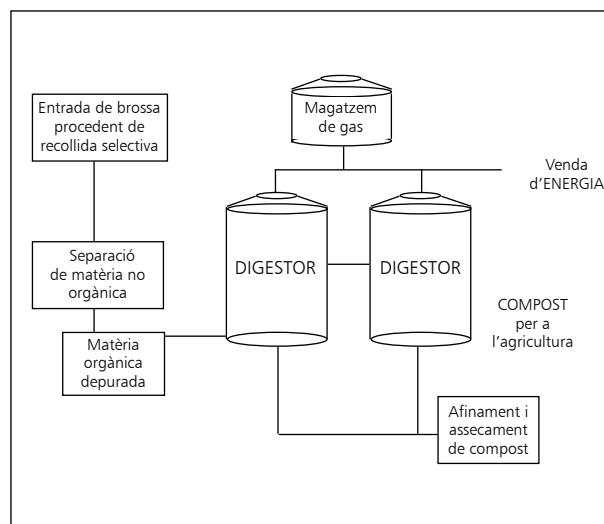 Entrada de brossa
procedent de
recollida selectiva
Magatzem
de gas
Venda
d'ENERGIA
Separació
de matèria no
orgànica
DIGESTOR
DIGESTOR
Matèria
orgànica
depurada
COMPOST
per a
l'agricultura
Afinament i
assecament
de compost